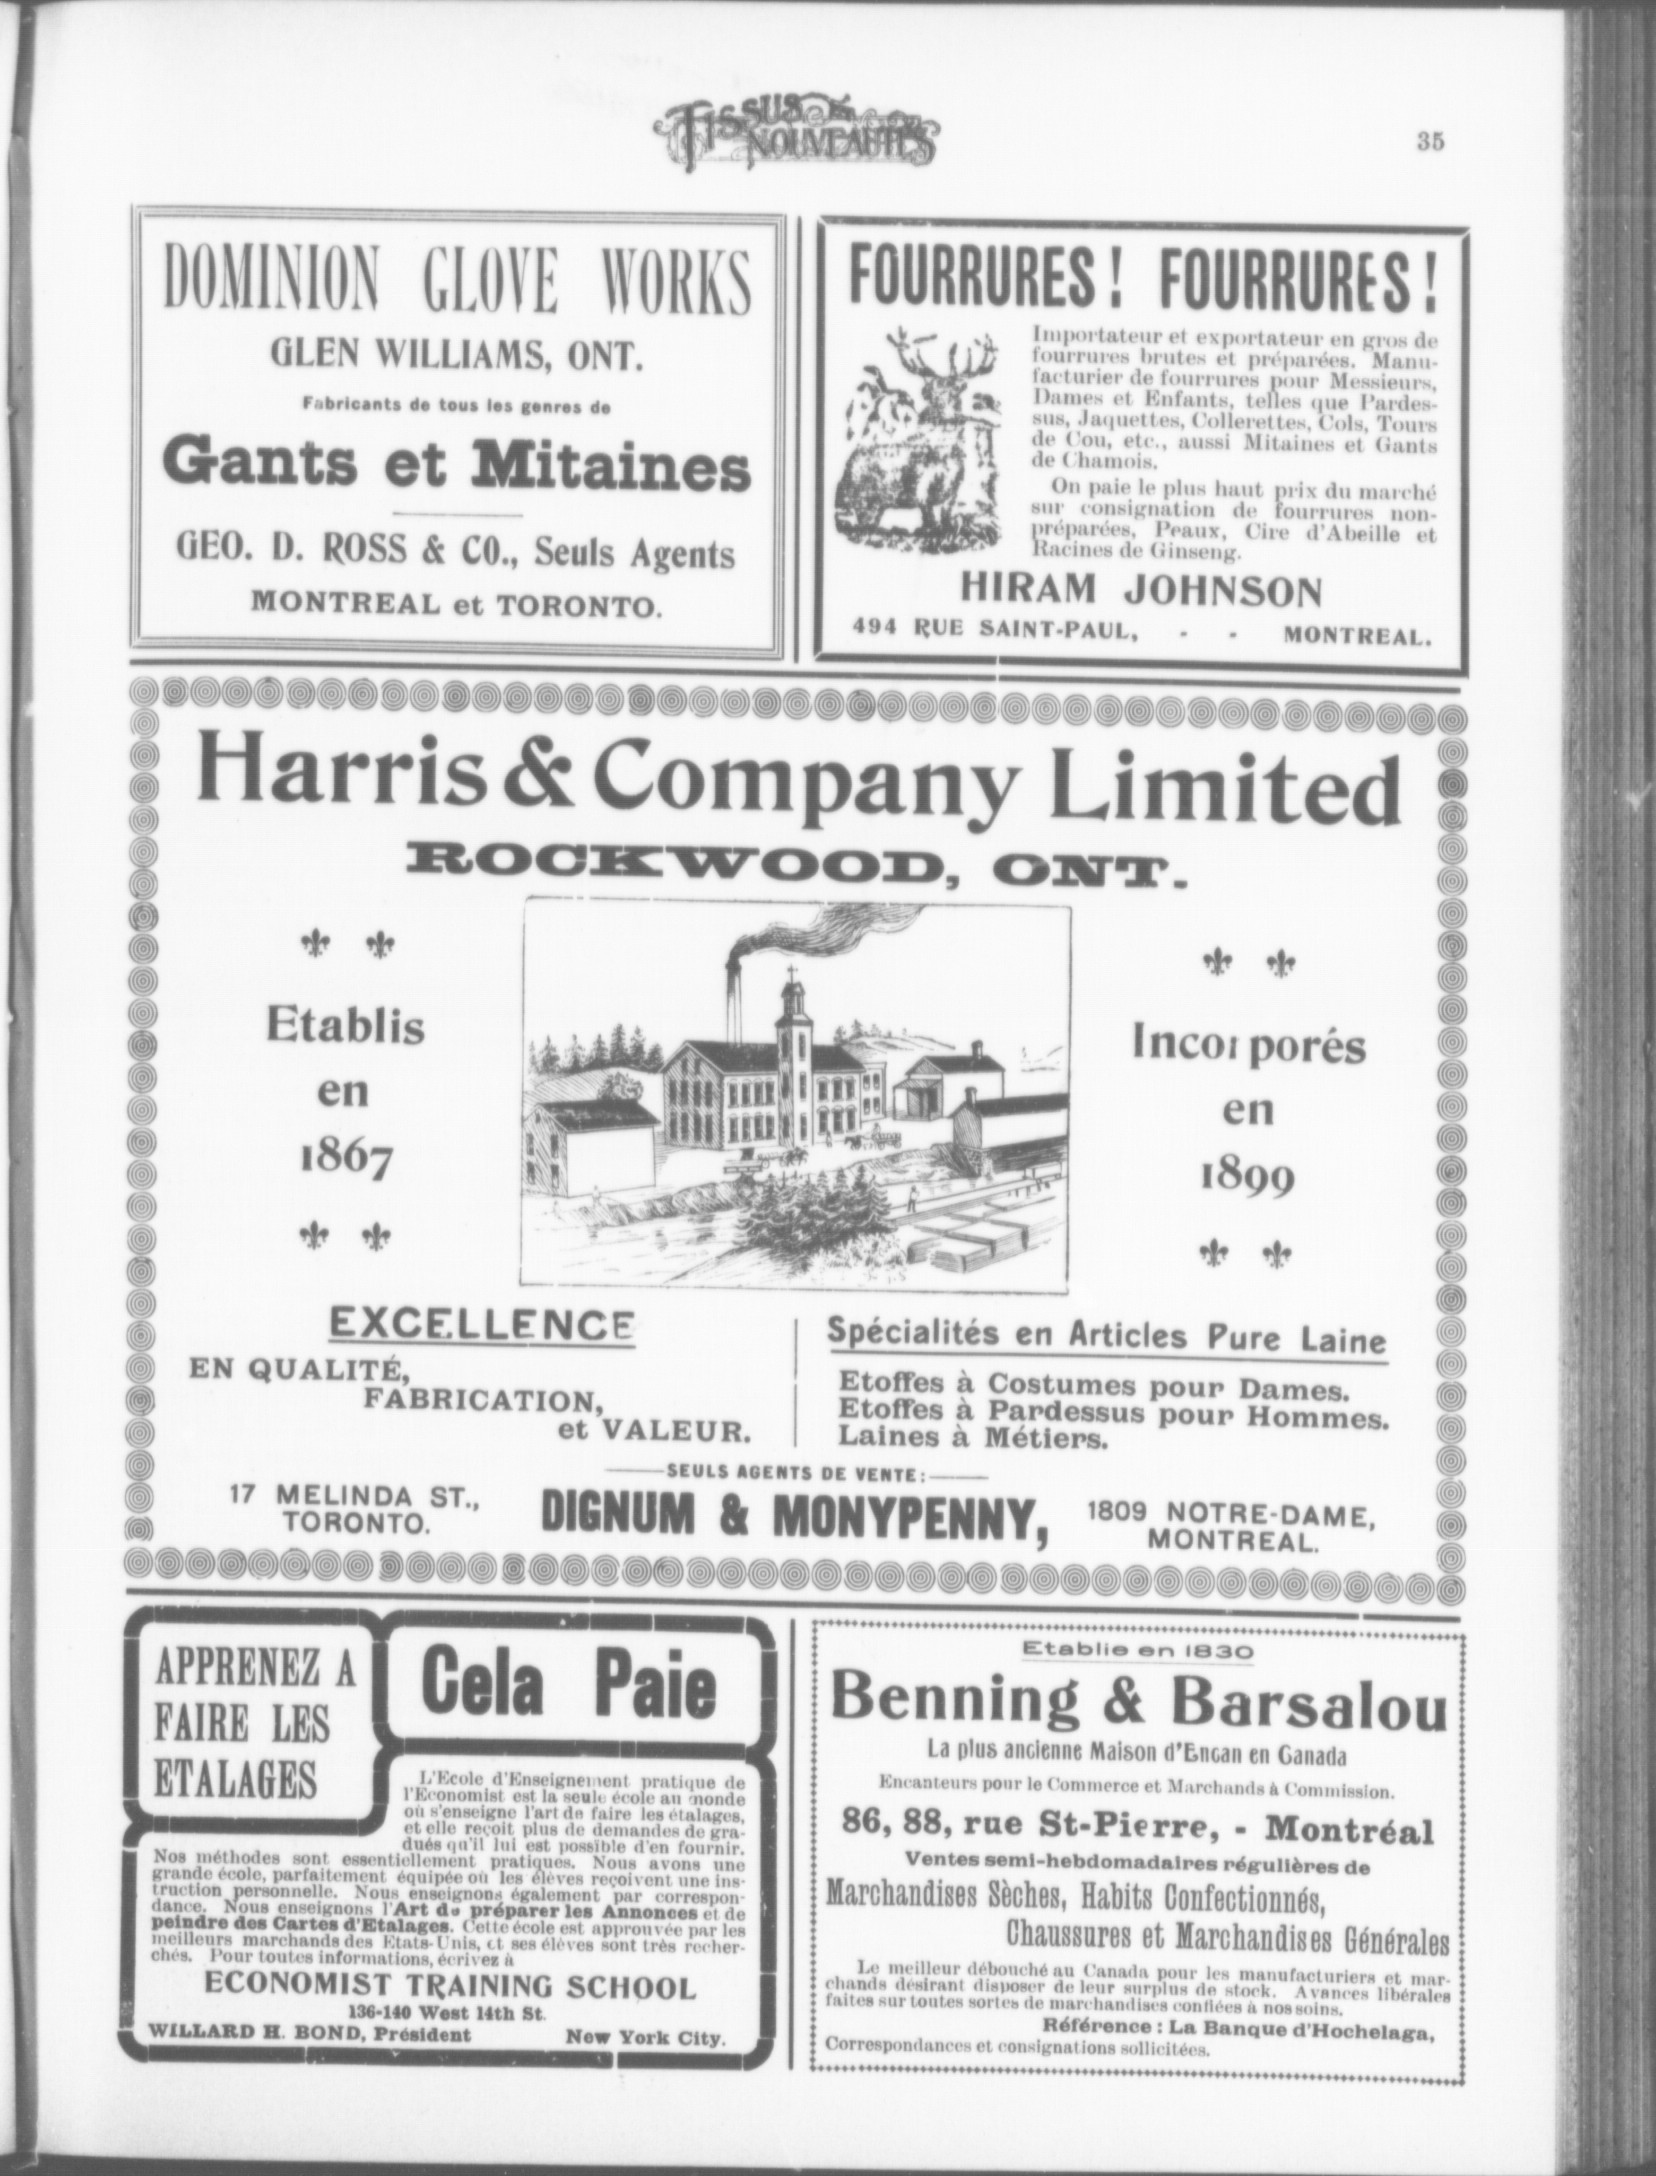 TISSUS & NOUVEAUTÉS
35
DOMINION GLOVE WORKS
GLEN WILLIAMS, ONT.
Fabricants de tous les genres de
Gants et Mitaines
GEO. D. ROSS & CO., Seuls Agents
MONTREAL et TORONTO.
FOURRURES ! FOURRURES !
Importateur et exportateur en gros de
fourrures brutes et préparées. Manu-
facturier de fourrures pour Messieurs,
Dames et Enfants, telles que Pardes-
sus, Jaquettes, Collerettes, Cols, Tours
de Cou, etc., aussi Mitaines et Gants
de Chamois.
On paie le plus haut prix du marché
sur consignation de fourrures non-
préparées, Peaux, Cire d'Abeille et
Racines de Ginseng.
HIRAM JOHNSON
494 RUE SAINT-PAUL, - - MONTREAL.
Harris & Company Limited
ROCKWOOD, ONT.
Etablis
en
1867
Incorporés
en
1899
EXCELLENCE
EN QUALITÉ,
FABRICATION,
et VALEUR.
Spécialités en Articles Pure Laine
Etoffes à Costumes pour Dames.
Etoffes à Pardessus pour Hommes.
Laines à Métiers.
SEULS AGENTS DE VENTE:
17 MELINDA ST.,
TORONTO.
DIGNUM & MONYPENNY,
1809 NOTRE-DAME,
MONTREAL.
APPRENEZ A
FAIRE LES
ETALAGES
Cela Paie
L'Ecole d'Enseignement pratique de
l'Economist est la seule école au monde
où s'enseigne l'art de faire les étalages,
et elle reçoit plus de demandes de gra-
dués qu'il lui est possible d'en fournir.
Nos méthodes sont essentiellement pratiques. Nous avons une
grande école, parfaitement équipée où les élèves reçoivent une ins-
truction personnelle. Nous enseignons également par correspon-
dance. Nous enseignons l'Art de préparer les Annonces et de
peindre des Cartes d'Etalages. Cette école est approuvée par les
meilleurs marchands des Etats-Unis, et ses élèves sont très recher-
chés. Pour toutes informations, écrivez à
ECONOMIST TRAINING SCHOOL
136-140 West 14th St.
WILLARD H. BOND, Président New York City.
Etablie en 1830
Benning & Barsalou
La plus ancienne Maison d'Encan en Canada
Encanteurs pour le Commerce et Marchands à Commission.
86, 88, rue St-Pierre, - Montréal
Ventes semi-hebdomadaires régulières de
Marchandises Sèches, Habits Confectionnés,
Chaussures et Marchandises Générales
Le meilleur débouché au Canada pour les manufacturiers et mar-
chands désirant disposer de leur surplus de stock. Avances libérales
faites sur toutes sortes de marchandises confiées à nos soins.
Référence : La Banque d'Hochelaga,
Correspondances et consignations sollicitées.